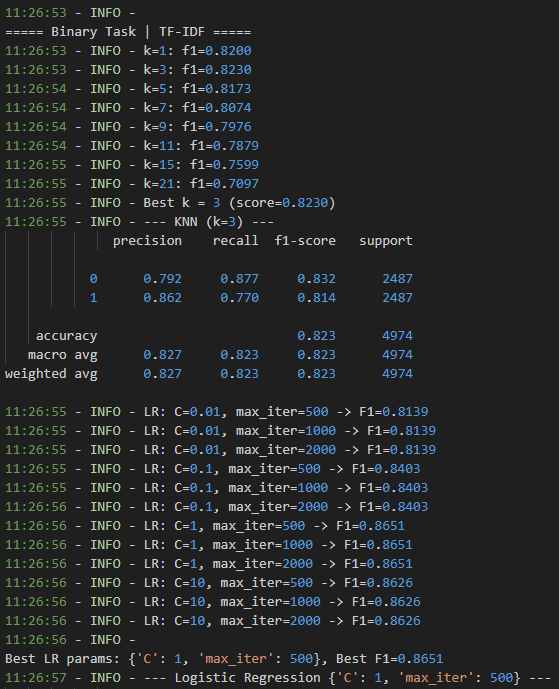 11:26:53 - INFO -
===== Binary Task | TF-IDF =====
11:26:53 - INFO - k=1: f1=0.8200
11:26:53 - INFO - k=3: f1=0.8230
11:26:54 - INFO - k=5: f1=0.8173
11:26:54 - INFO - k=7: f1=0.8074
11:26:54 - INFO - k=9: f1=0.7976
11:26:54 - INFO - k=11: f1=0.7879
11:26:55 - INFO - k=15: f1=0.7599
11:26:55 - INFO - k=21: f1=0.7097
11:26:55 - INFO - Best k = 3 (score=0.8230)
11:26:55 - INFO - --- KNN (k=3) ---
precision recall f1-score support
0 0.792 0.877 0.832 2487
1 0.862 0.770 0.814 2487
accuracy 0.823 4974
macro avg 0.827 0.823 0.823 4974
weighted avg 0.827 0.823 0.823 4974
11:26:55 - INFO - LR: C=0.01, max_iter=500 -> F1=0.8139
11:26:55 - INFO - LR: C=0.01, max_iter=1000 -> F1=0.8139
11:26:55 - INFO - LR: C=0.01, max_iter=2000 -> F1=0.8139
11:26:55 - INFO - LR: C=0.1, max_iter=500 -> F1=0.8403
11:26:55 - INFO - LR: C=0.1, max_iter=1000 -> F1=0.8403
11:26:56 - INFO - LR: C=0.1, max_iter=2000 -> F1=0.8403
11:26:56 - INFO - LR: C=1, max_iter=500 -> F1=0.8651
11:26:56 - INFO - LR: C=1, max_iter=1000 -> F1=0.8651
11:26:56 - INFO - LR: C=1, max_iter=2000 -> F1=0.8651
11:26:56 - INFO - LR: C=10, max_iter=500 -> F1=0.8626
11:26:56 - INFO - LR: C=10, max_iter=1000 -> F1=0.8626
11:26:56 - INFO - LR: C=10, max_iter=2000 -> F1=0.8626
11:26:56 - INFO -
Best LR params: {'C': 1, 'max_iter': 500}, Best F1=0.8651
11:26:57 - INFO - --- Logistic Regression {'C': 1, 'max_iter': 500} ---